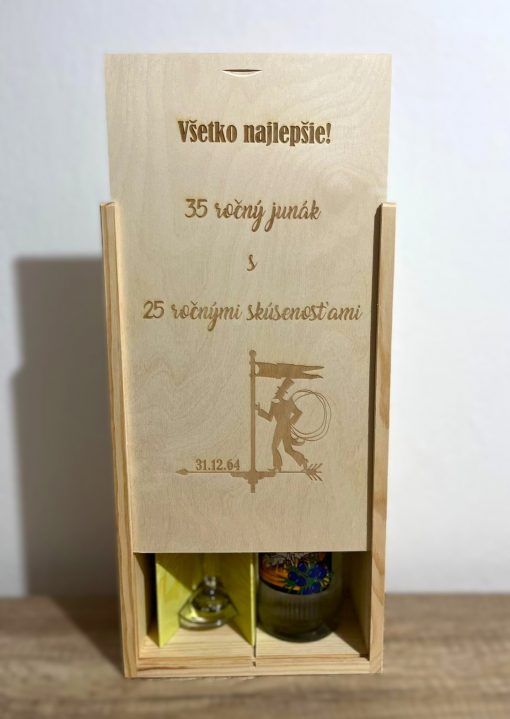 Všetko najlepšie!
35 ročný junák
s
25 ročnými skúsenosťami
31.12.64